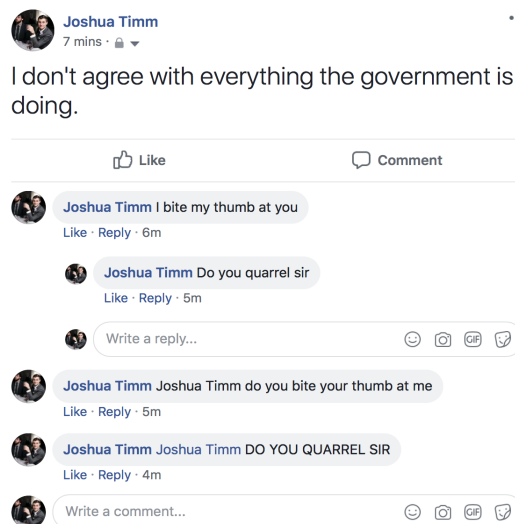 Joshua Timm
7 mins ·
I don't agree with everything the government is
doing.
Like Comment
Joshua Timm I bite my thumb at you
Like · Reply · 6m
Joshua Timm Do you quarrel sir
Like · Reply · 5m
Write a reply...
GIF
Joshua Timm Joshua Timm do you bite your thumb at me
Like · Reply · 5m
Joshua Timm Joshua Timm DO YOU QUARREL SIR
Like · Reply · 4m
Write a comment...
GIF